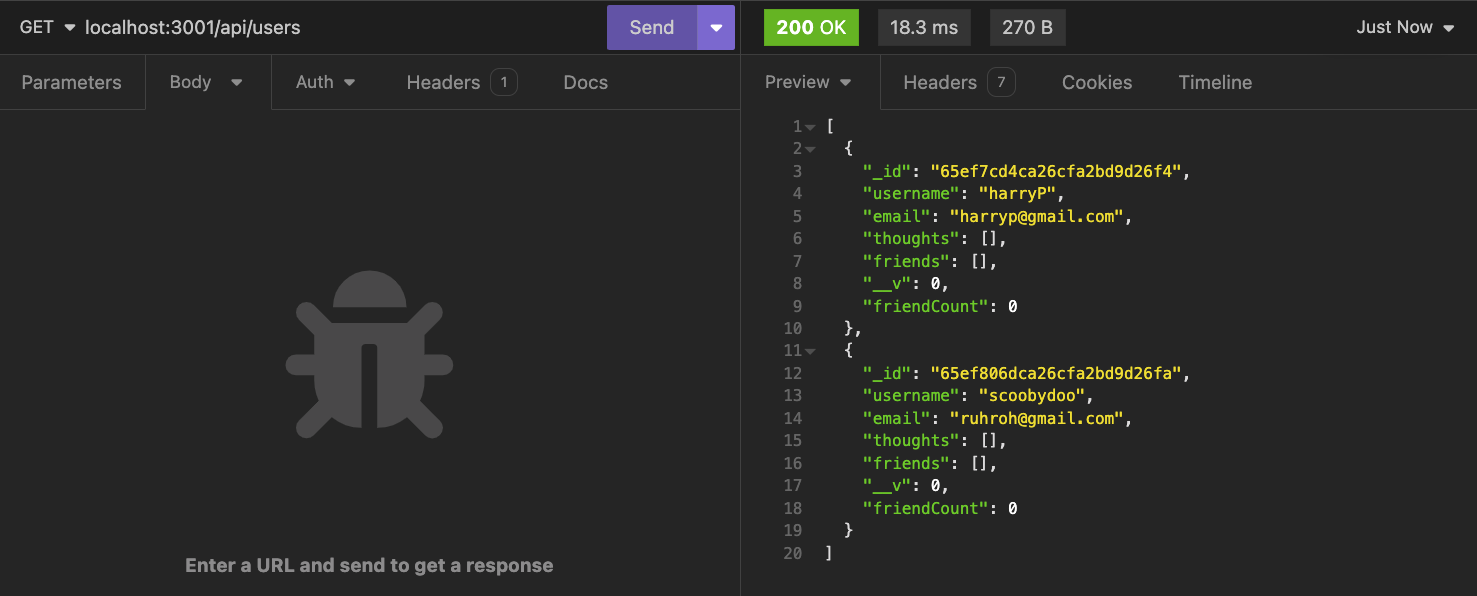 GET localhost:3001/api/users Send 200 OK 18.3 ms 270 B Just Now
Parameters Body Auth Headers 1 Docs Preview Headers 7 Cookies Timeline
1 [
2 {
3 "_id": "65ef7cd4ca26cfa2bd9d26f4",
4 "username": "harryP",
5 "email": "harryp@gmail.com",
6 "thoughts": [],
7 "friends": [],
8 "__v": 0,
9 "friendCount": 0
10 },
11 {
12 "_id": "65ef806dca26cfa2bd9d26fa",
13 "username": "scoobydoo",
14 "email": "ruhroh@gmail.com",
15 "thoughts": [],
16 "friends": [],
17 "__v": 0,
18 "friendCount": 0
19 }
20 ]
Enter a URL and send to get a response